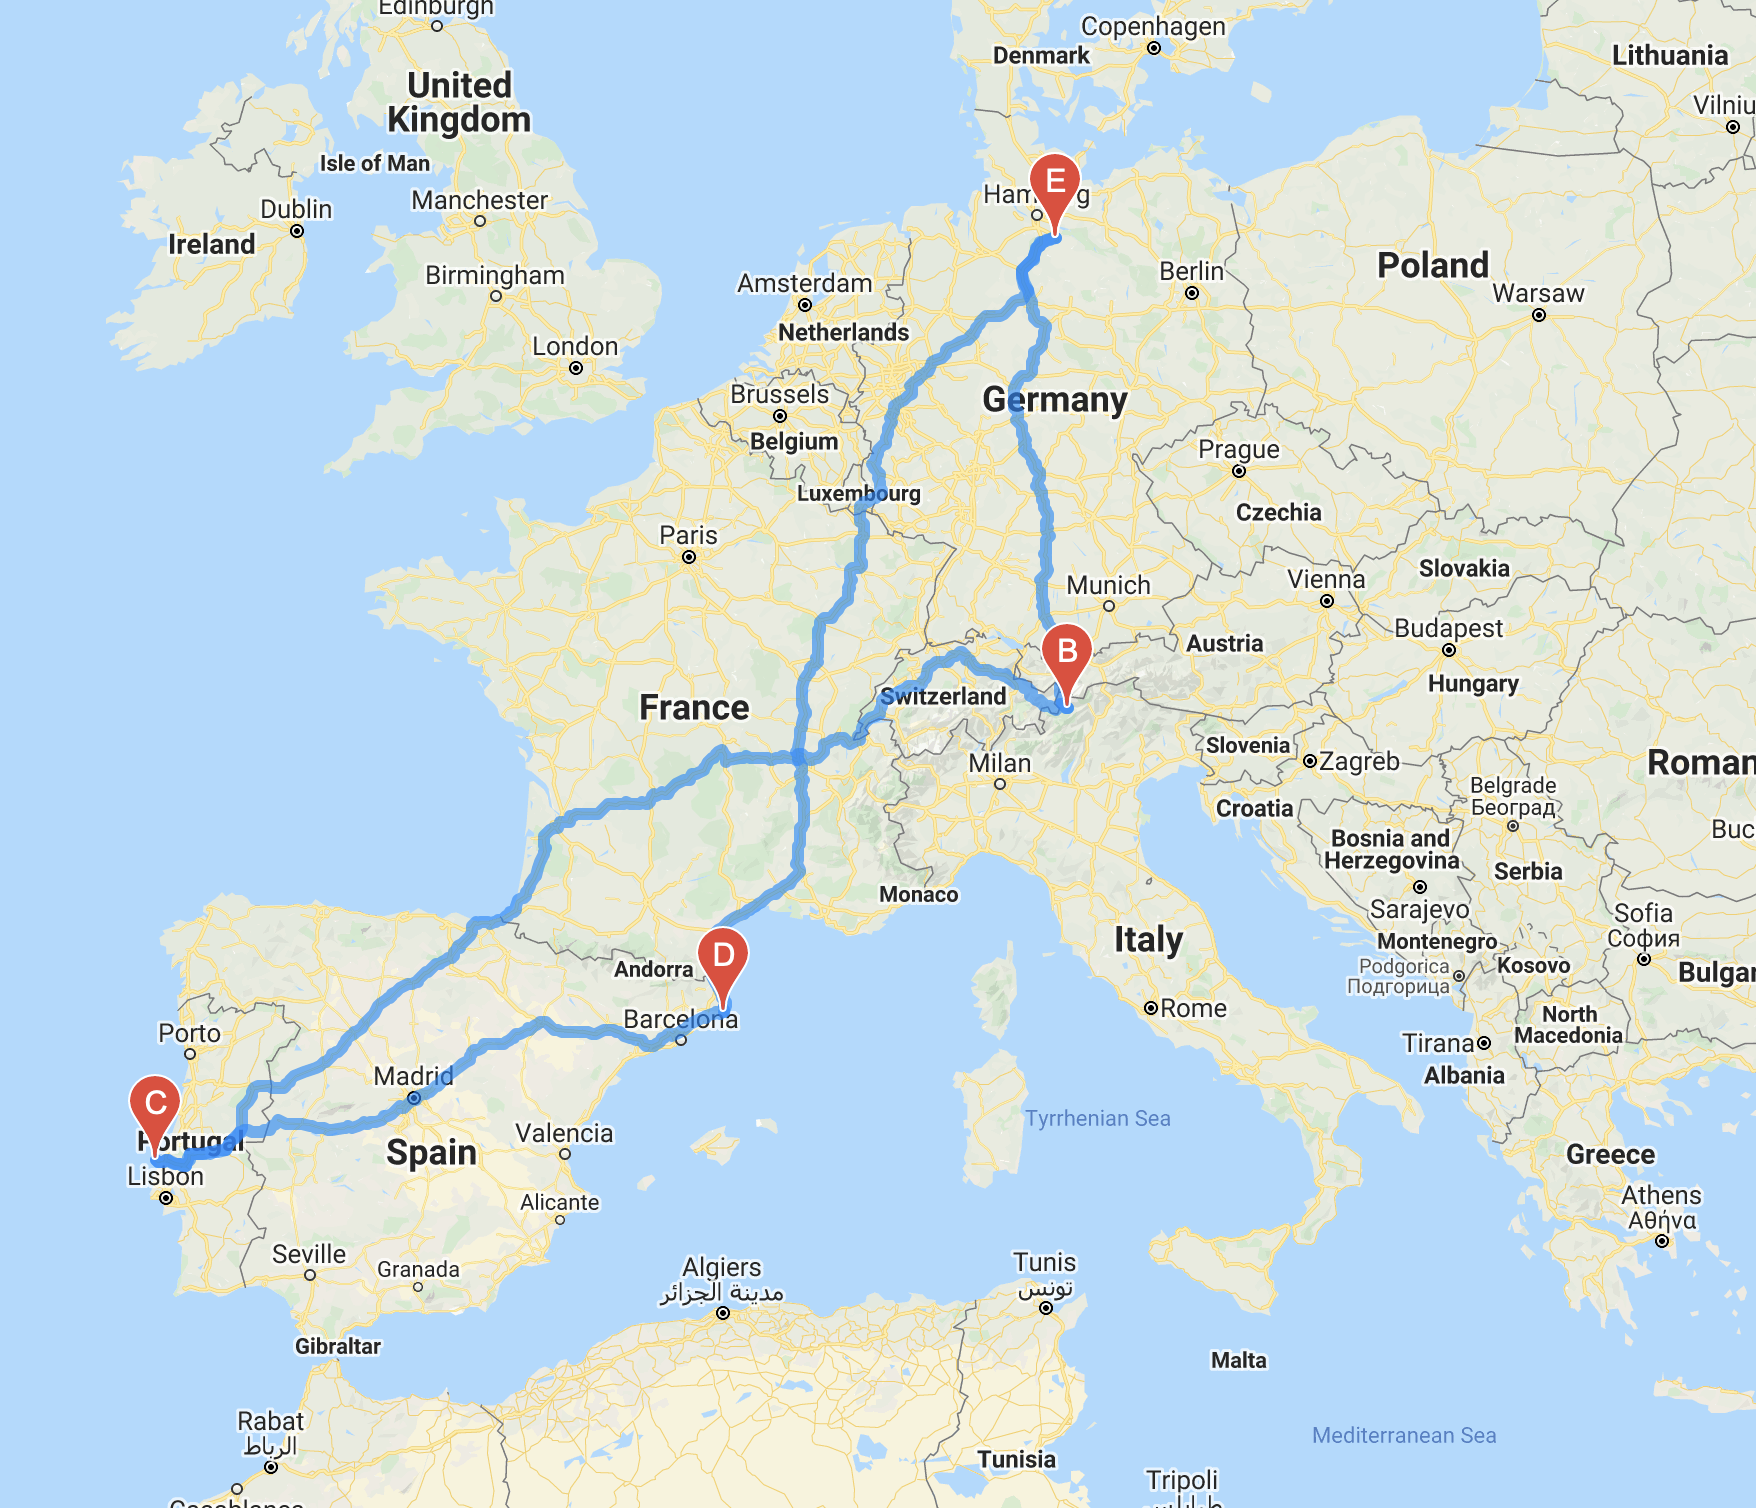 Edinburgh
Copenhagen
Denmark
Lithuania
United
Kingdom
Vilniu
Isle of Man
E
Ham
g
Manchester
Dublin
Ireland
Birmingham
Amsterdam
Berlin
Poland
Warsaw
Netherlands
London
Brussels
Germany
Belgium
Prague
Luxembourg
Czechia
Paris
Slovakia
Munich
Vienna
Budapest
Austria
B
Hungary
Switzerland
France
Slovenia
Zagreb
Milan
Roman
Belgrade
Београд
Croatia
Buc
Bosnia and
Herzegovina
Serbia
Monaco
Sarajevo
Sofia
София
Italy
Montenegro
D
Andorra
Podgorica
Подгорица
Kosovo
Bulgar
Rome
Barcelona
North
Macedonia
Porto
Tirana
Madrid
Albania
C
Tyrrhenian Sea
Portugal
Valencia
Spain
Greece
Lisbon
Alicante
Athens
Αθήνα
Seville
Granada
Algiers
مدينة الجزائر
Tunis
تونس
Gibraltar
Malta
Rabat
الرباط
Mediterranean Sea
Tunisia
Tripoli
طرابلس
Casablanca